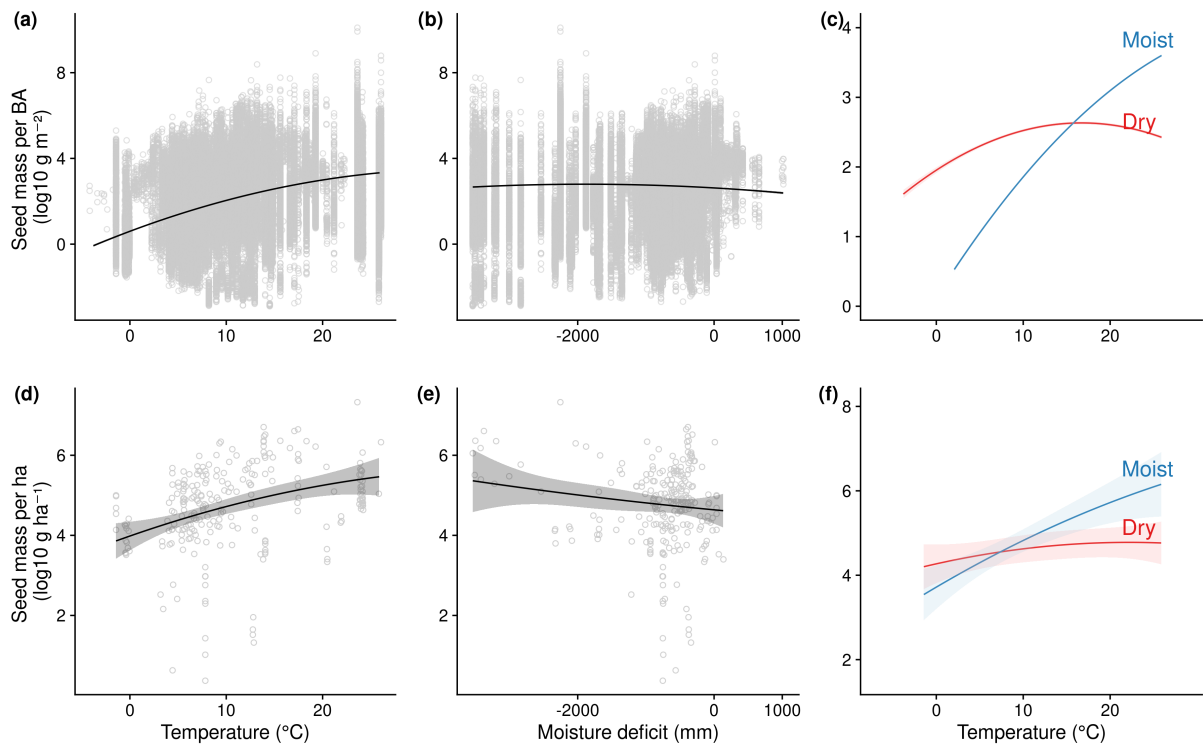 (a)
(b)
(c)
Seed mass per BA
(log10 g m⁻²)
8
4
0
0
10
20
-2000
0
1000
4
3
2
1
0
Moist
Dry
0
10
20
(d)
(e)
(f)
Seed mass per ha
(log10 g ha⁻¹)
6
4
2
0
10
20
Temperature (°C)
6
4
2
-2000
0
1000
Moisture deficit (mm)
8
6
4
2
Moist
Dry
0
10
20
Temperature (°C)